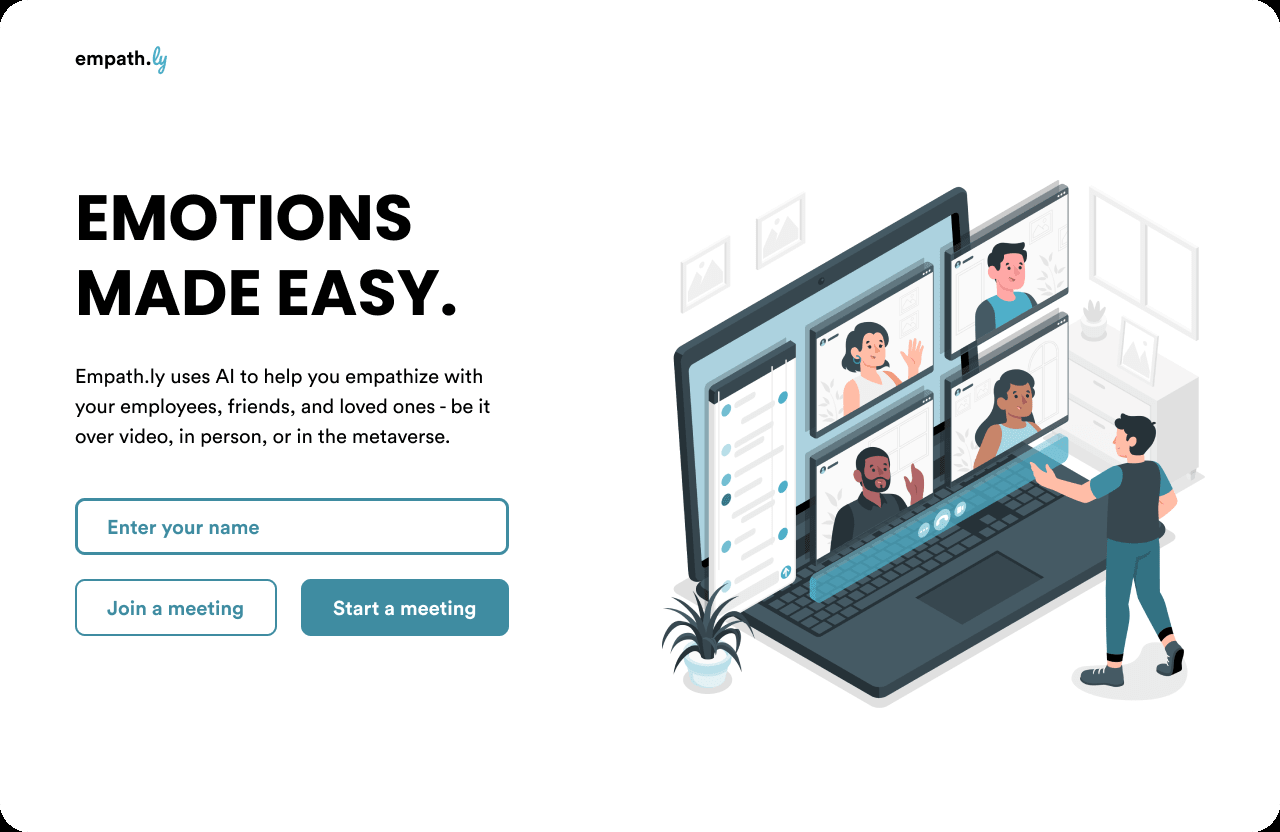 empath.ly
EMOTIONS
MADE EASY.
Empath.ly uses AI to help you empathize with
your employees, friends, and loved ones - be it
over video, in person, or in the metaverse.
Enter your name
Join a meeting
Start a meeting